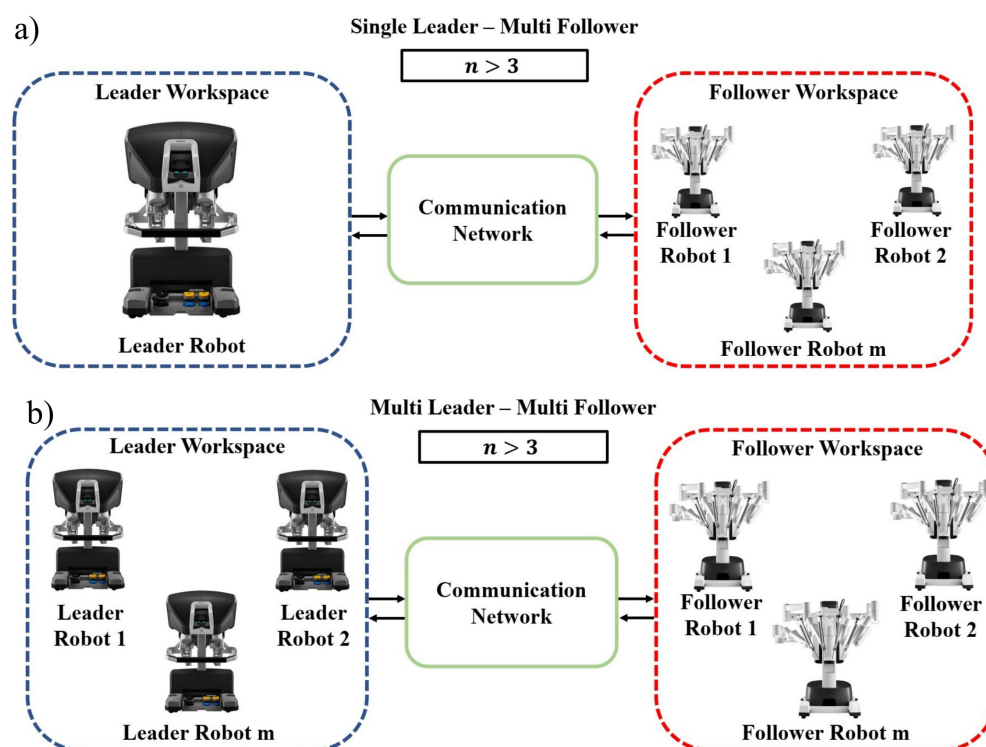 a)
Single Leader – Multi Follower
n > 3
Leader Workspace
Leader Robot
Communication
Network
Follower Workspace
Follower
Robot 1
Follower
Robot 2
Follower Robot m
b)
Multi Leader – Multi Follower
n > 3
Leader Workspace
Leader
Robot 1
Leader
Robot 2
Leader Robot m
Communication
Network
Follower Workspace
Follower
Robot 1
Follower
Robot 2
Follower Robot m